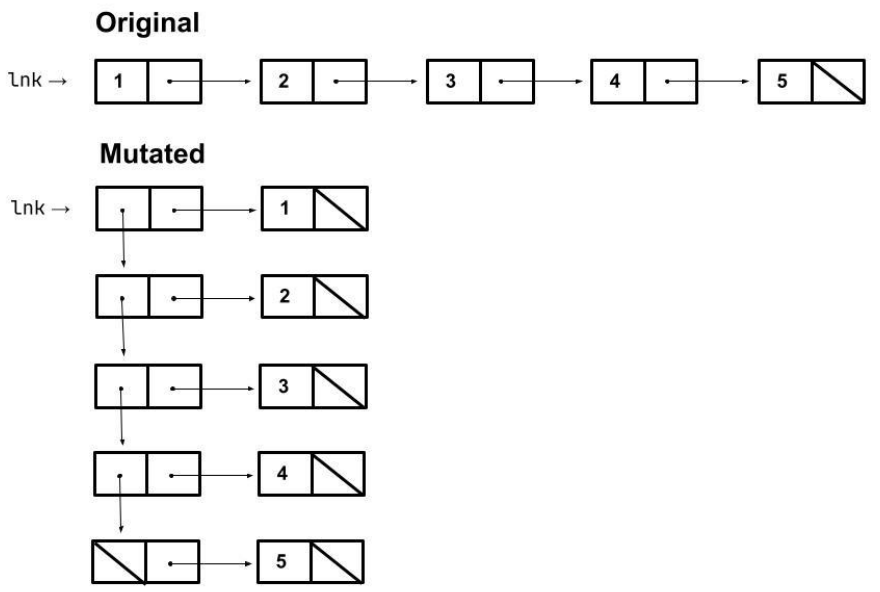 Original
lnk → 1 2 3 4 5
Mutated
lnk → 1
2
3
4
5